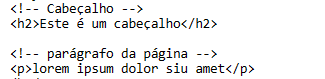 <!-- Cabeçalho -->
<h2>Este é um cabeçalho</h2>
<!-- parágrafo da página -->
<p>lorem ipsum dolor siu amet</p>